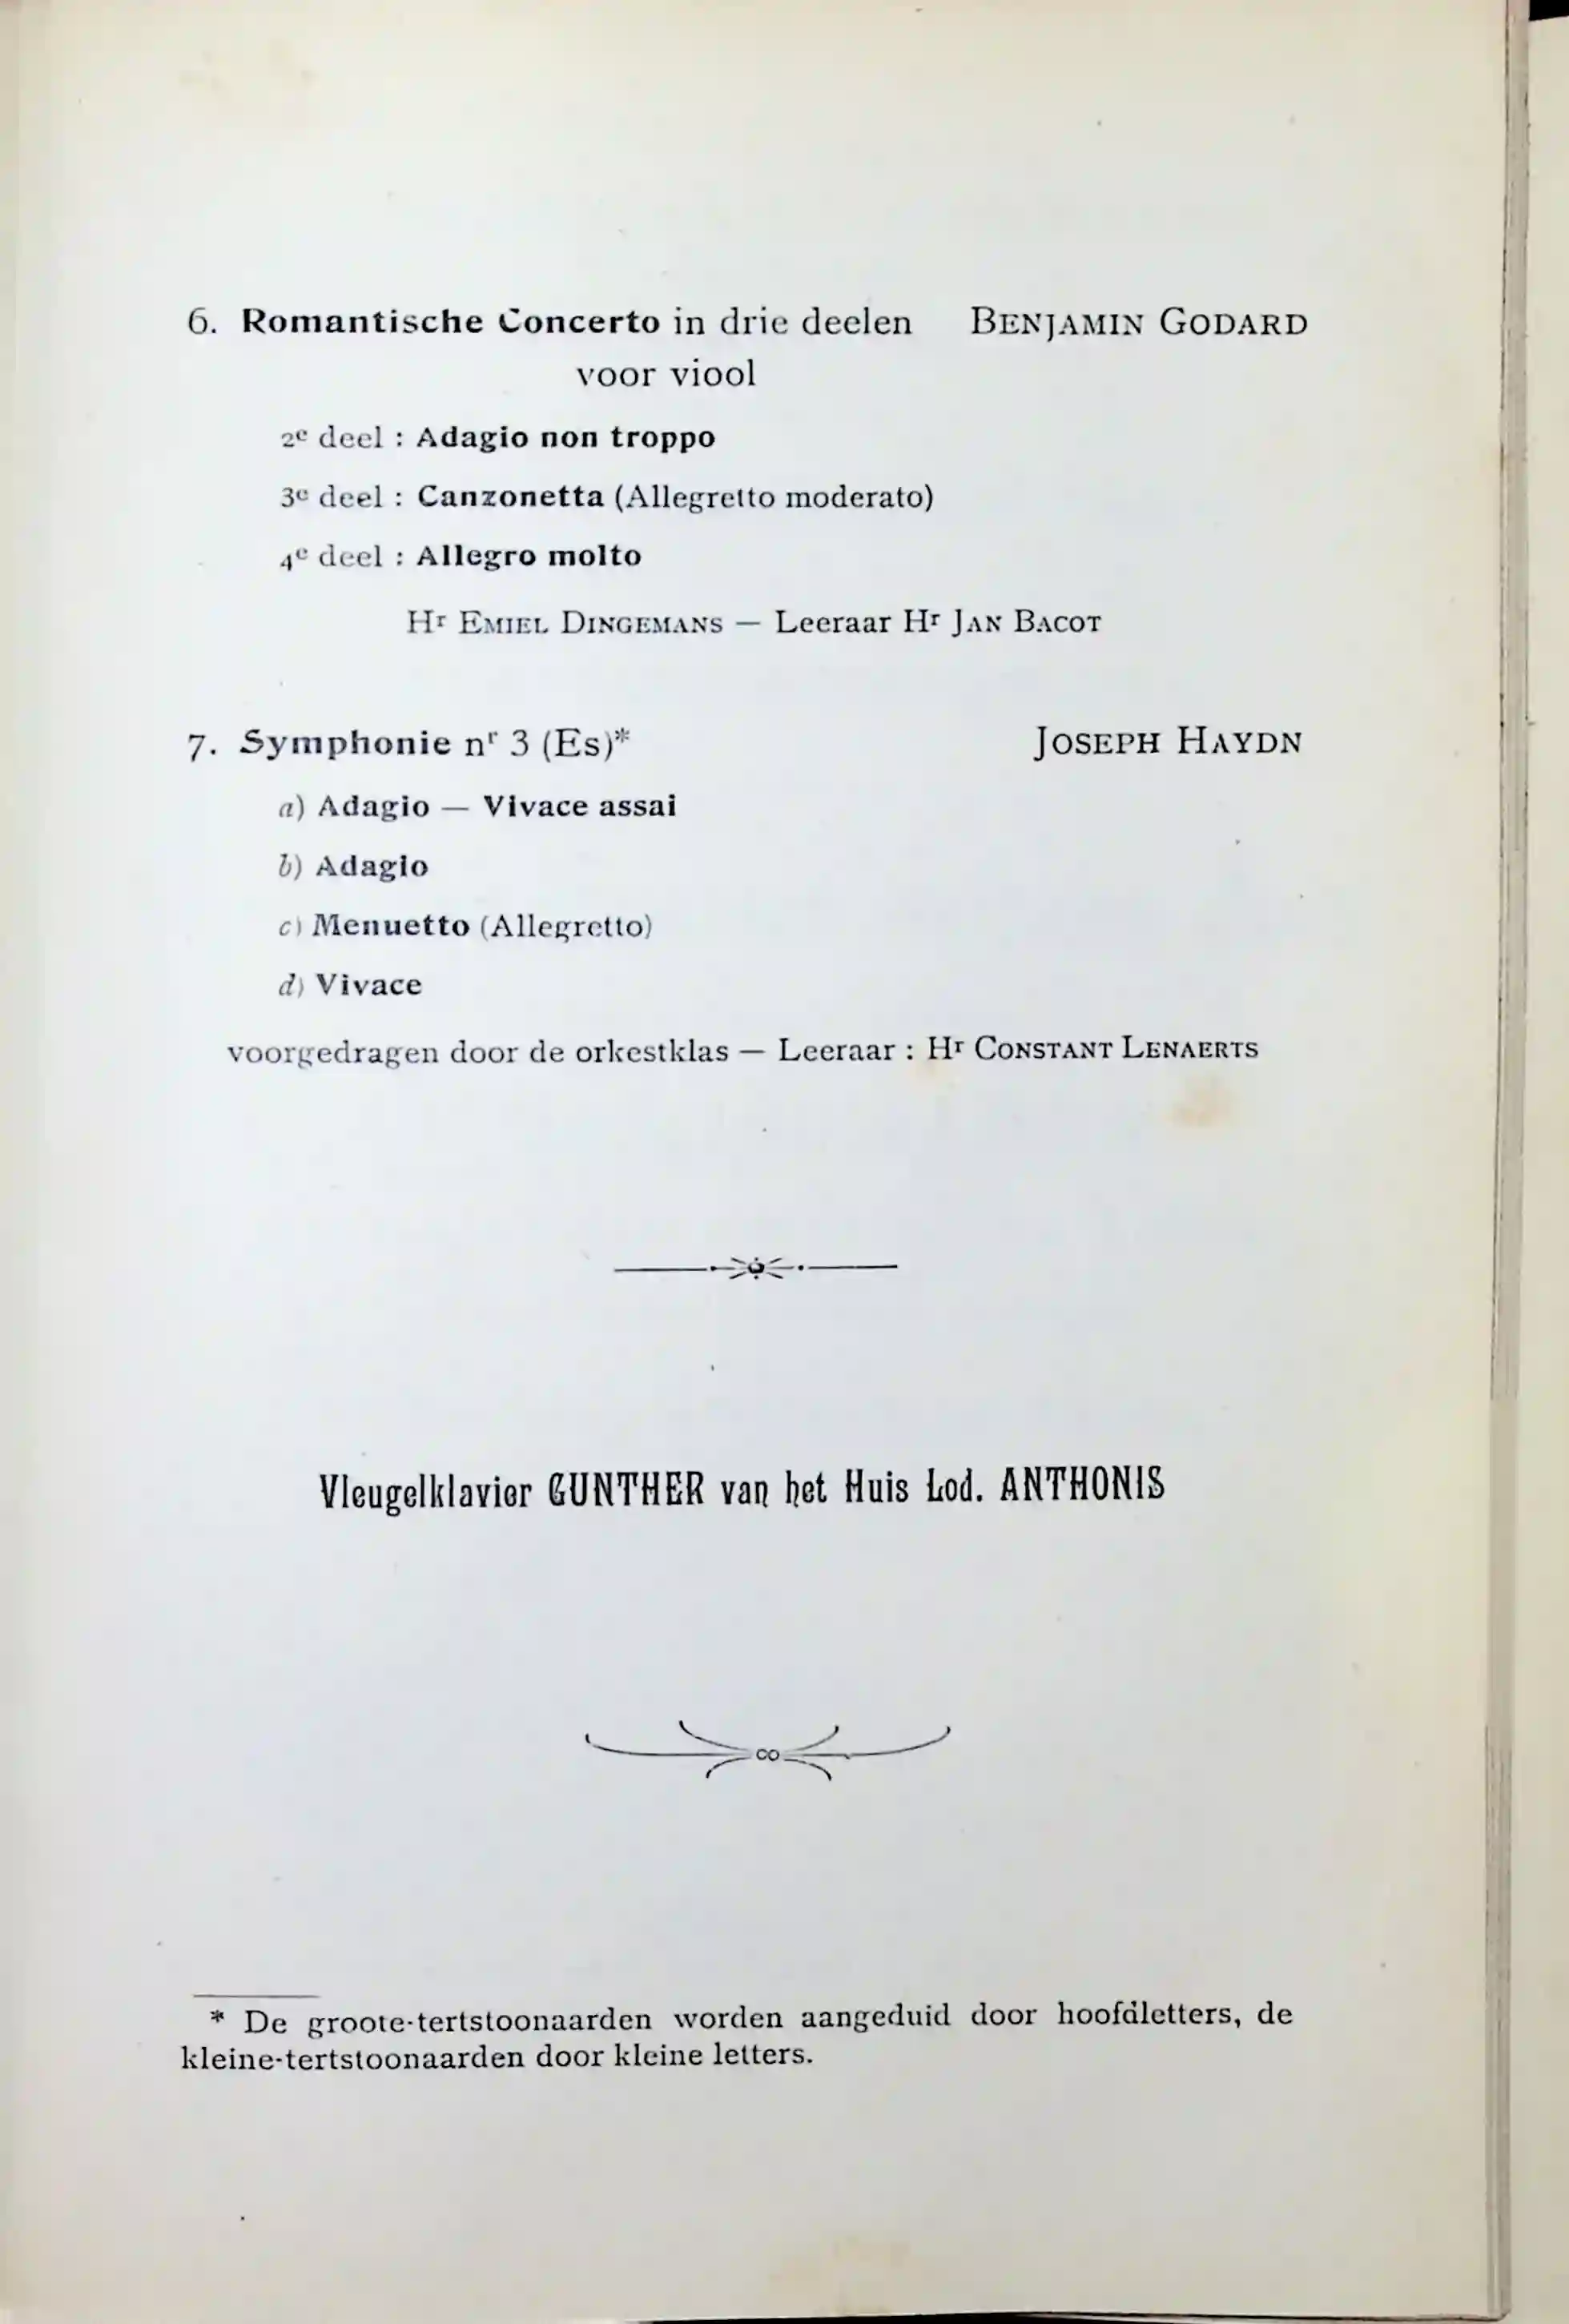 6. Romantische Concerto in drie deelen BENJAMIN GODARD
voor viool
2e deel : Adagio non troppo
3e deel : Canzonetta (Allegretto moderato)
4e deel : Allegro molto
Hr EMIEL DINGEMANS — Leeraar Hr JAN BACOT
7. Symphonie nr 3 (Es)* JOSEPH HAYDN
a) Adagio — Vivace assai
b) Adagio
c) Menuetto (Allegretto)
d) Vivace
voorgedragen door de orkestklas — Leeraar : Hr CONSTANT LENAERTS
Vleugelklavier GUNTHER van het Huis Lod. ANTHONIS
* De groote-tertstoonaarden worden aangeduid door hoofdletters, de
kleine-tertstoonaarden door kleine letters.